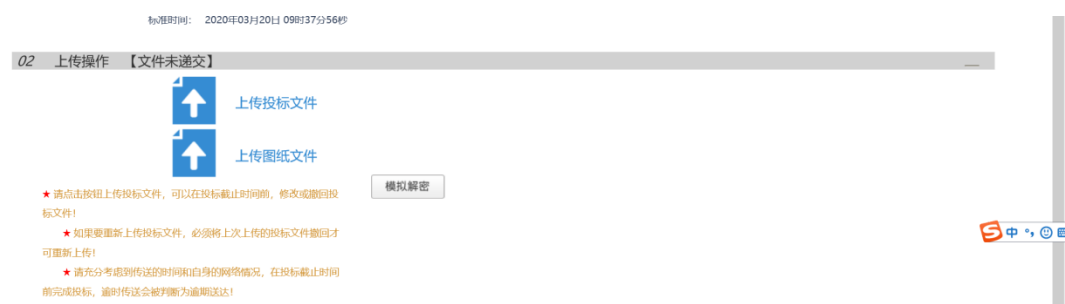 标准时间： 2020年03月20日 09时37分56秒
02 上传操作 【文件未递交】
上传投标文件
上传图纸文件
模拟解密
★ 请点击按钮上传投标文件，可以在投标截止时间前，修改或撤回投
标文件！
★ 如果要重新上传投标文件，必须将上次上传的投标文件撤回才
可重新上传！
★ 请充分考虑到传送的时间和自身的网络情况，在投标截止时间
前完成投标，逾时传送会被判断为逾期送达！
中